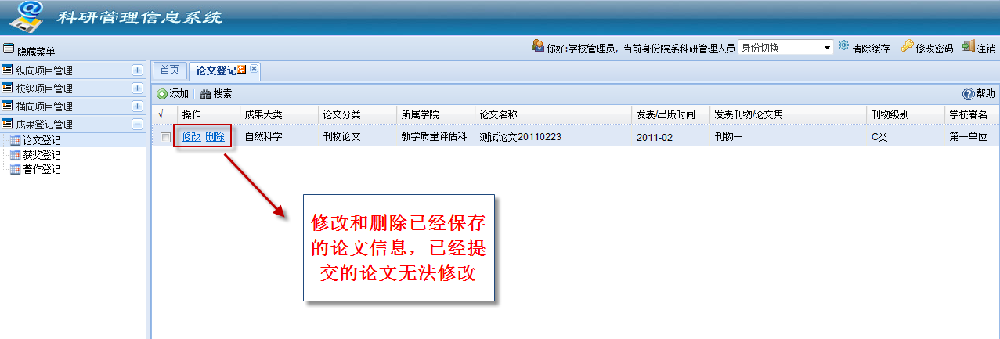 科研管理信息系统
隐藏菜单
你好:学校管理员，当前身份院系科研管理人员 身份切换 清除缓存 修改密码 注销
纵向项目管理
校级项目管理
横向项目管理
成果登记管理
论文登记
获奖登记
著作登记
首页 论文登记
添加 搜索 帮助
√ 操作 成果大类 论文分类 所属学院 论文名称 发表/出版时间 发表刊物/论文集 刊物级别 学校署名
修改 删除 自然科学 刊物论文 教学质量评估科 测试论文20110223 2011-02 刊物一 C类 第一单位
修改和删除已经保存
的论文信息，已经提
交的论文无法修改